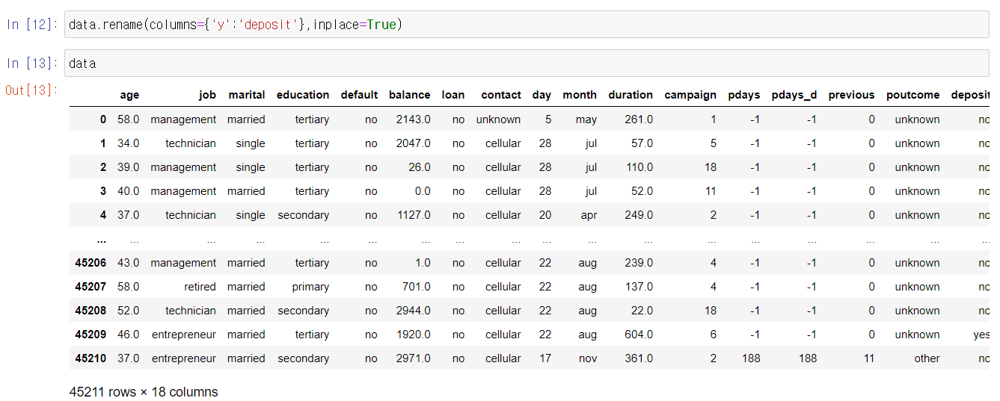 In [12]: data.rename(columns={'y':'deposit'},inplace=True)
In [13]: data
Out[13]:
age job marital education default balance loan contact day month duration campaign pdays pdays_d previous poutcome deposit
0 58.0 management married tertiary no 2143.0 no unknown 5 may 261.0 1 -1 -1 0 unknown no
1 34.0 technician single tertiary no 2047.0 no cellular 28 jul 57.0 5 -1 -1 0 unknown no
2 39.0 management single tertiary no 26.0 no cellular 28 jul 110.0 18 -1 -1 0 unknown no
3 40.0 management married tertiary no 0.0 no cellular 28 jul 52.0 11 -1 -1 0 unknown no
4 37.0 technician single secondary no 1127.0 no cellular 20 apr 249.0 2 -1 -1 0 unknown no
... ... ... ... ... ... ... ... ... ... ... ... ... ... ... ... ... ...
45206 43.0 management married tertiary no 1.0 no cellular 22 aug 239.0 4 -1 -1 0 unknown no
45207 58.0 retired married primary no 701.0 no cellular 22 aug 137.0 4 -1 -1 0 unknown no
45208 52.0 technician married secondary no 2944.0 no cellular 22 aug 22.0 18 -1 -1 0 unknown no
45209 46.0 entrepreneur married tertiary no 1920.0 no cellular 22 aug 604.0 6 -1 -1 0 unknown yes
45210 37.0 entrepreneur married secondary no 2971.0 no cellular 17 nov 361.0 2 188 188 11 other no
45211 rows × 18 columns